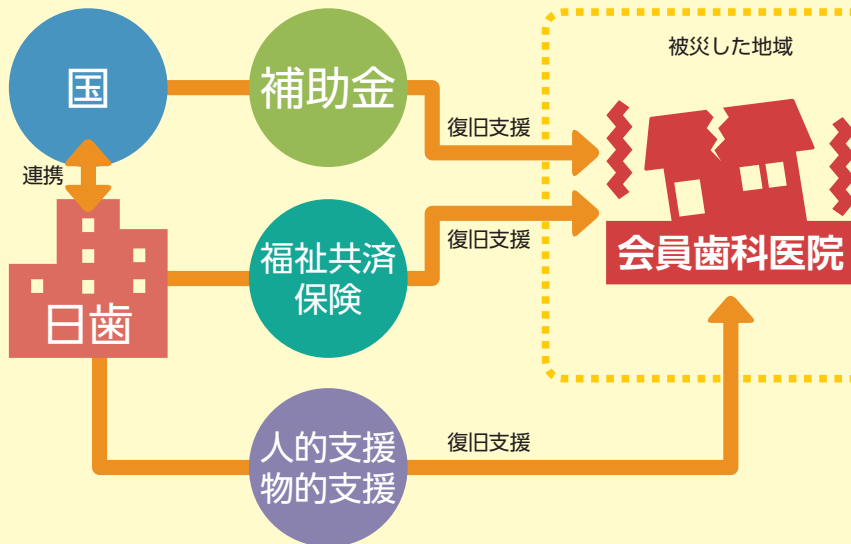 国
補助金
復旧支援
被災した地域
連携
日歯
福祉共済
保険
復旧支援
会員歯科医院
人的支援
物的支援
復旧支援